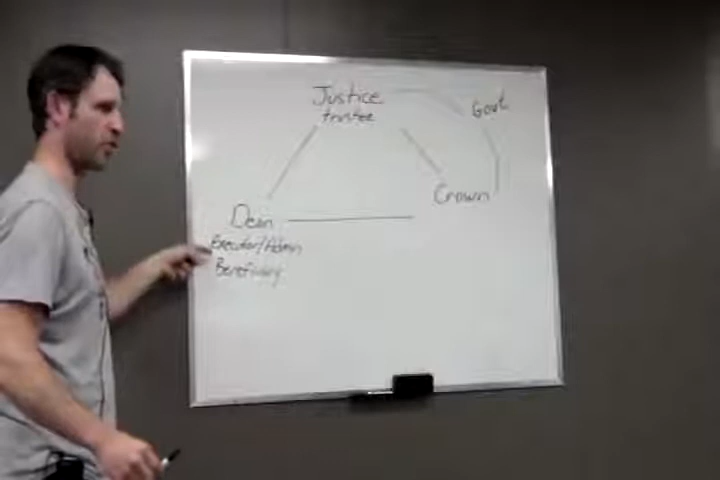 Justice
trustee
Govt
Crown
Dean
Executor/Admin
Beneficiary